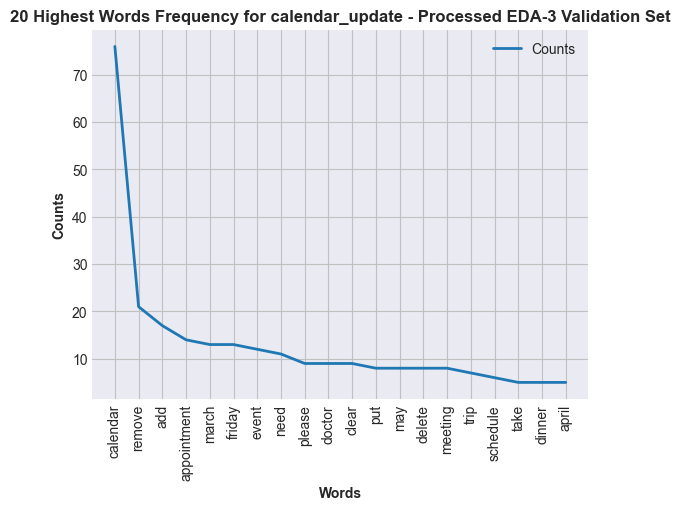 20 Highest Words Frequency for calendar_update - Processed EDA-3 Validation Set
Counts
70
60
50
40
30
20
10
Counts
calendar
remove
add
appointment
march
friday
event
need
please
doctor
clear
put
may
delete
meeting
trip
schedule
take
dinner
april
Words